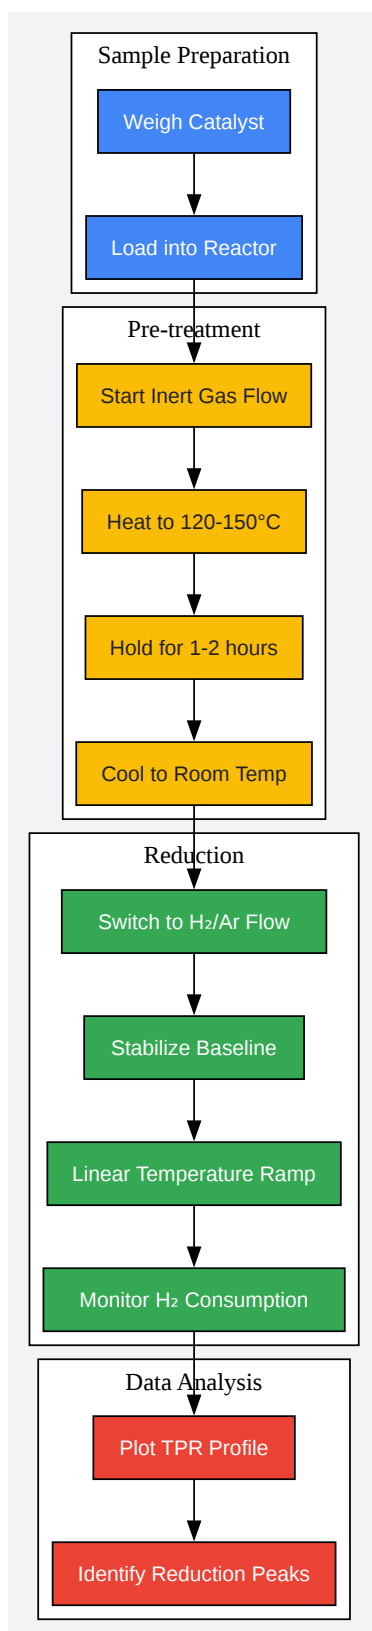 Sample Preparation
Weigh Catalyst
Load into Reactor
Pre-treatment
Start Inert Gas Flow
Heat to 120-150°C
Hold for 1-2 hours
Cool to Room Temp
Reduction
Switch to H₂/Ar Flow
Stabilize Baseline
Linear Temperature Ramp
Monitor H₂ Consumption
Data Analysis
Plot TPR Profile
Identify Reduction Peaks